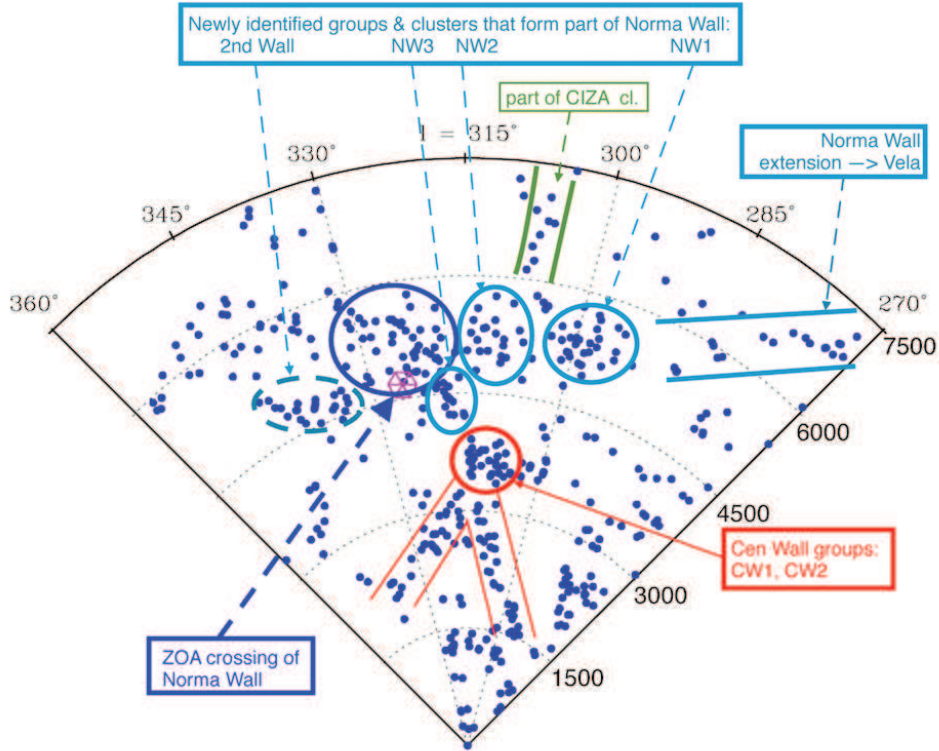 Newly identified groups & clusters that form part of Norma Wall:
2nd Wall NW3 NW2 NW1
part of CIZA cl.
Norma Wall
extension —> Vela
l = 315°
330° 300°
345° 285°
360° 270°
7500
6000
4500
3000
1500
Cen Wall groups:
CW1, CW2
ZOA crossing of
Norma Wall